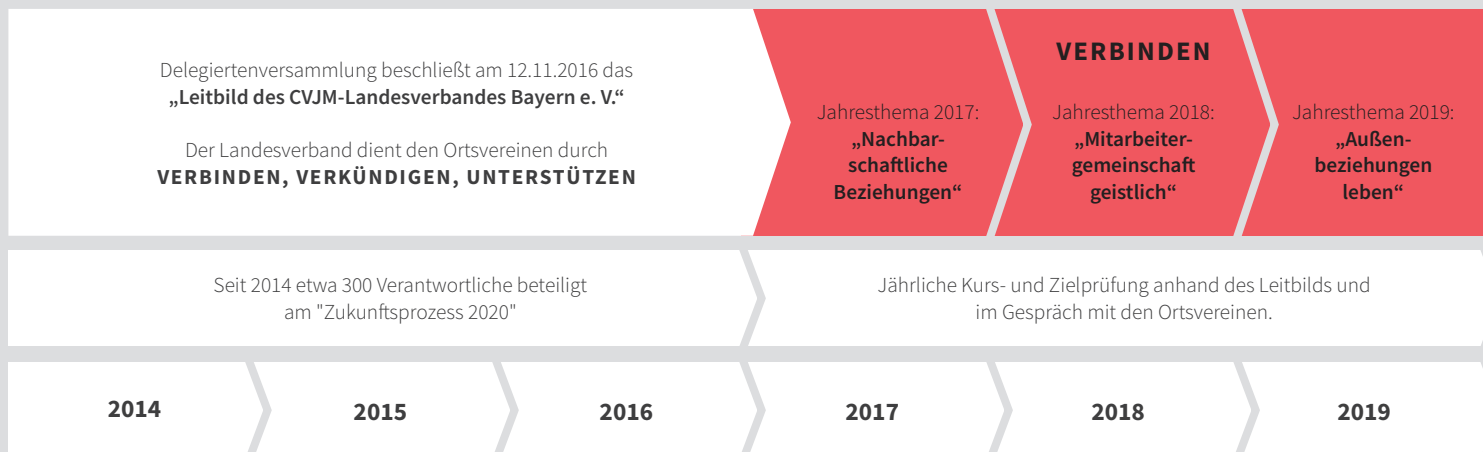 Delegiertenversammlung beschließt am 12.11.2016 das
„Leitbild des CVJM-Landesverbandes Bayern e. V.“
Der Landesverband dient den Ortsvereinen durch
VERBINDEN, VERKÜNDIGEN, UNTERSTÜTZEN
VERBINDEN
Jahresthema 2017:
„Nachbar-
schaftliche
Beziehungen“
Jahresthema 2018:
„Mitarbeiter-
gemeinschaft
geistlich“
Jahresthema 2019:
„Außen-
beziehungen
leben“
Seit 2014 etwa 300 Verantwortliche beteiligt
am "Zukunftsprozess 2020"
Jährliche Kurs- und Zielprüfung anhand des Leitbilds und
im Gespräch mit den Ortsvereinen.
2014
2015
2016
2017
2018
2019